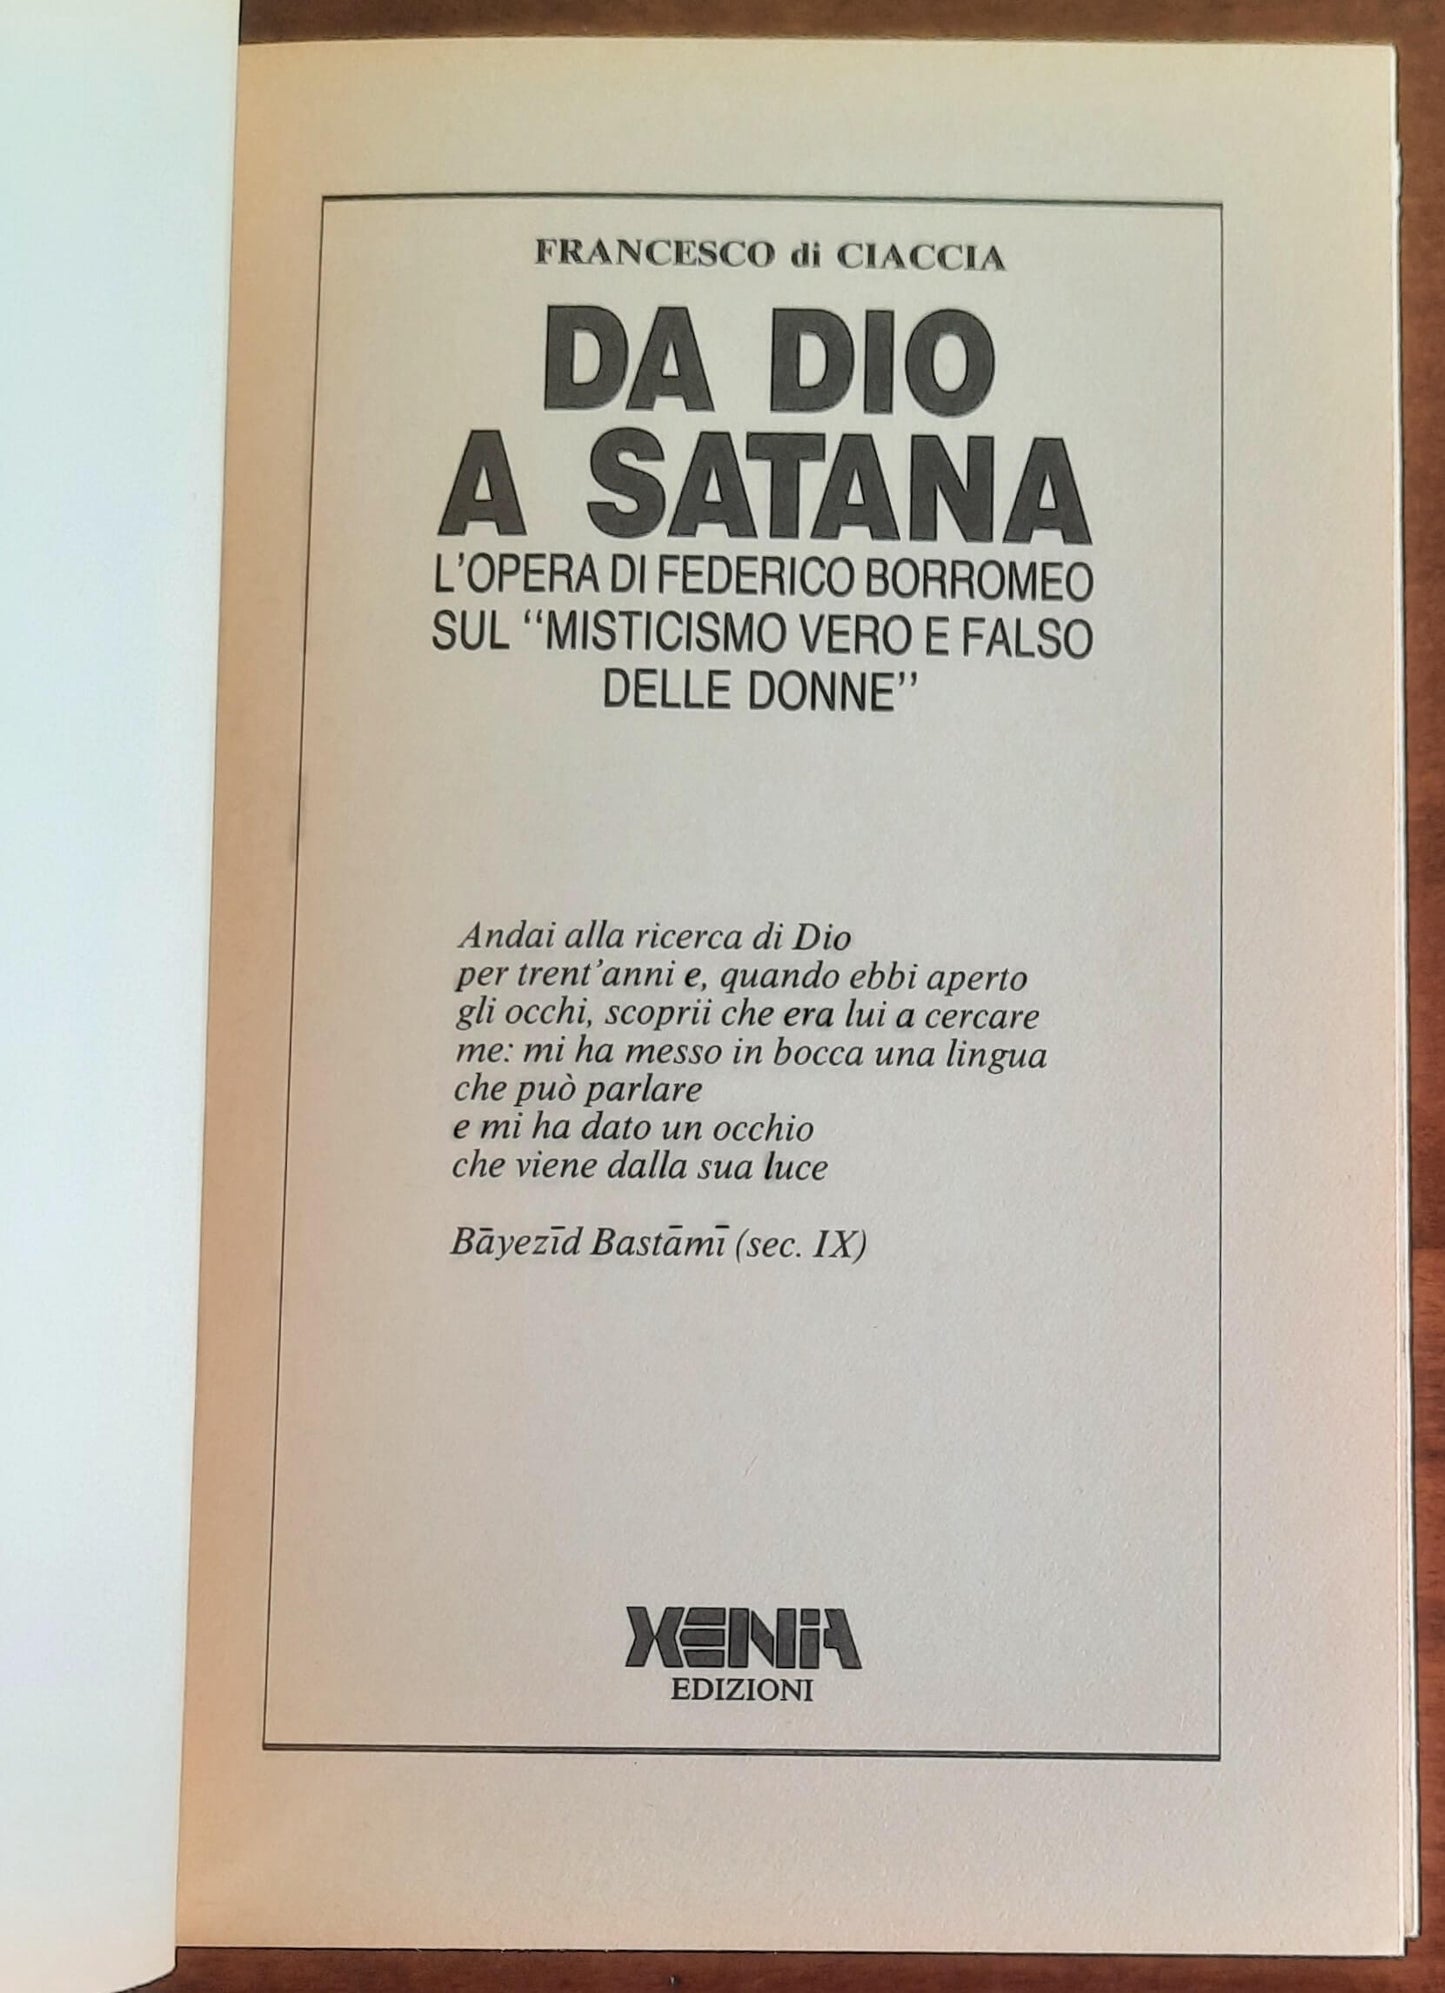 FRANCESCO di CIACCIA
DA DIO
A SATANA
L'OPERA DI FEDERICO BORROMEO
SUL "MISTICISMO VERO E FALSO
DELLE DONNE"
Andai alla ricerca di Dio
per trent'anni e, quando ebbi aperto
gli occhi, scoprii che era lui a cercare
me: mi ha messo in bocca una lingua
che può parlare
e mi ha dato un occhio
che viene dalla sua luce
Bāyezīd Bastāmī (sec. IX)
XENIA
EDIZIONI